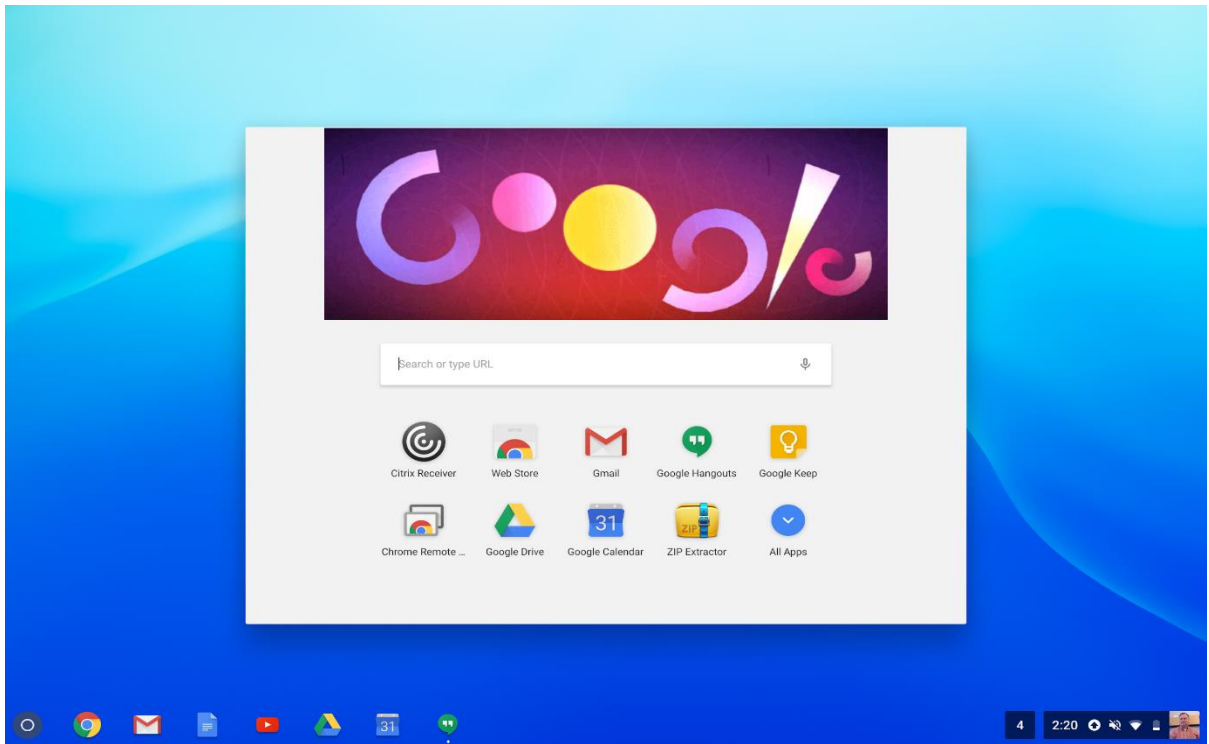 Google
Search or type URL
Citrix Receiver
Web Store
Gmail
Google Hangouts
Google Keep
31
ZIP
Chrome Remote ...
Google Drive
Google Calendar
ZIP Extractor
All Apps
31
4
2:20